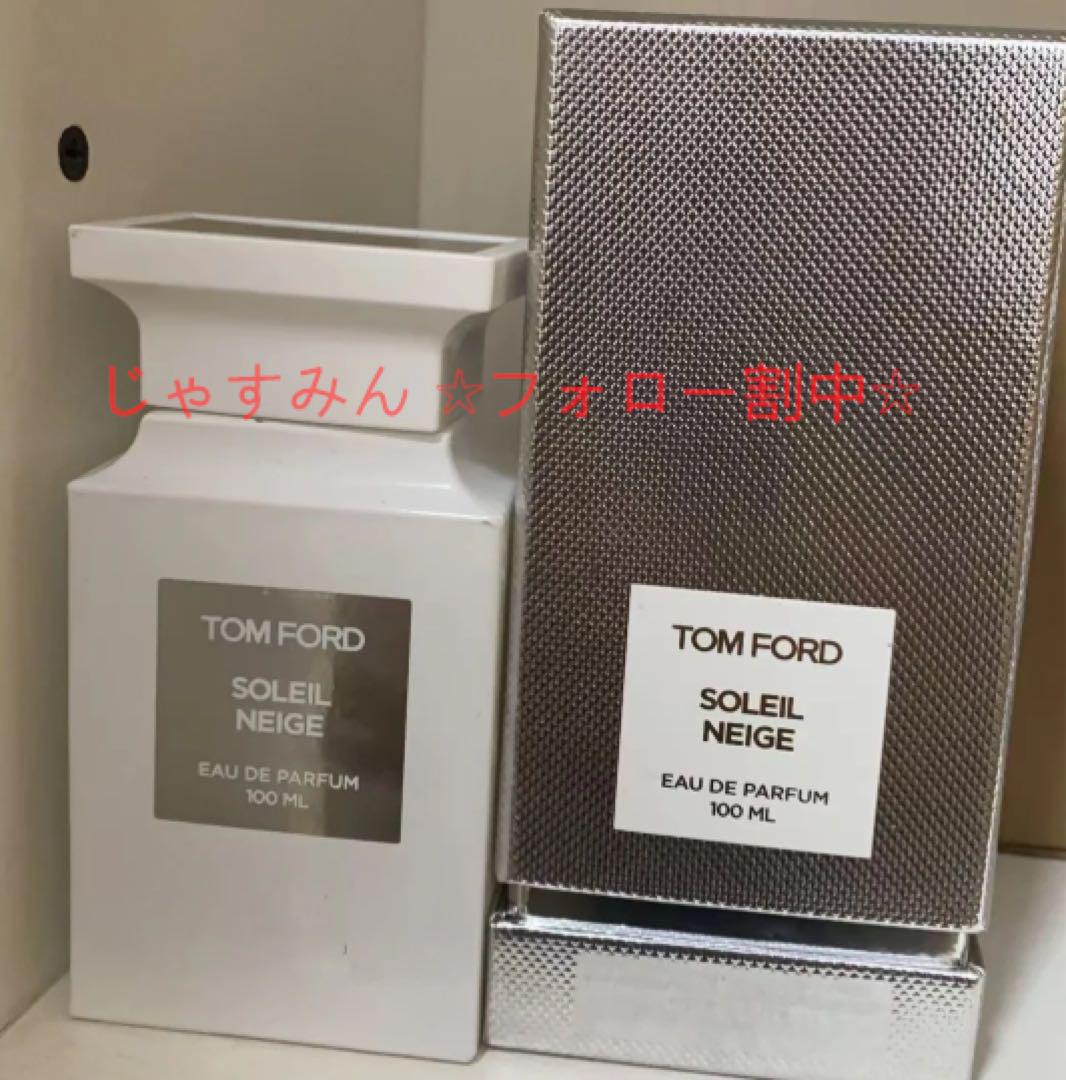 じゃすみん ☆フォロー割中☆
TOM FORD
SOLEIL
NEIGE
EAU DE PARFUM
100 ML
TOM FORD
SOLEIL
NEIGE
EAU DE PARFUM
100 ML